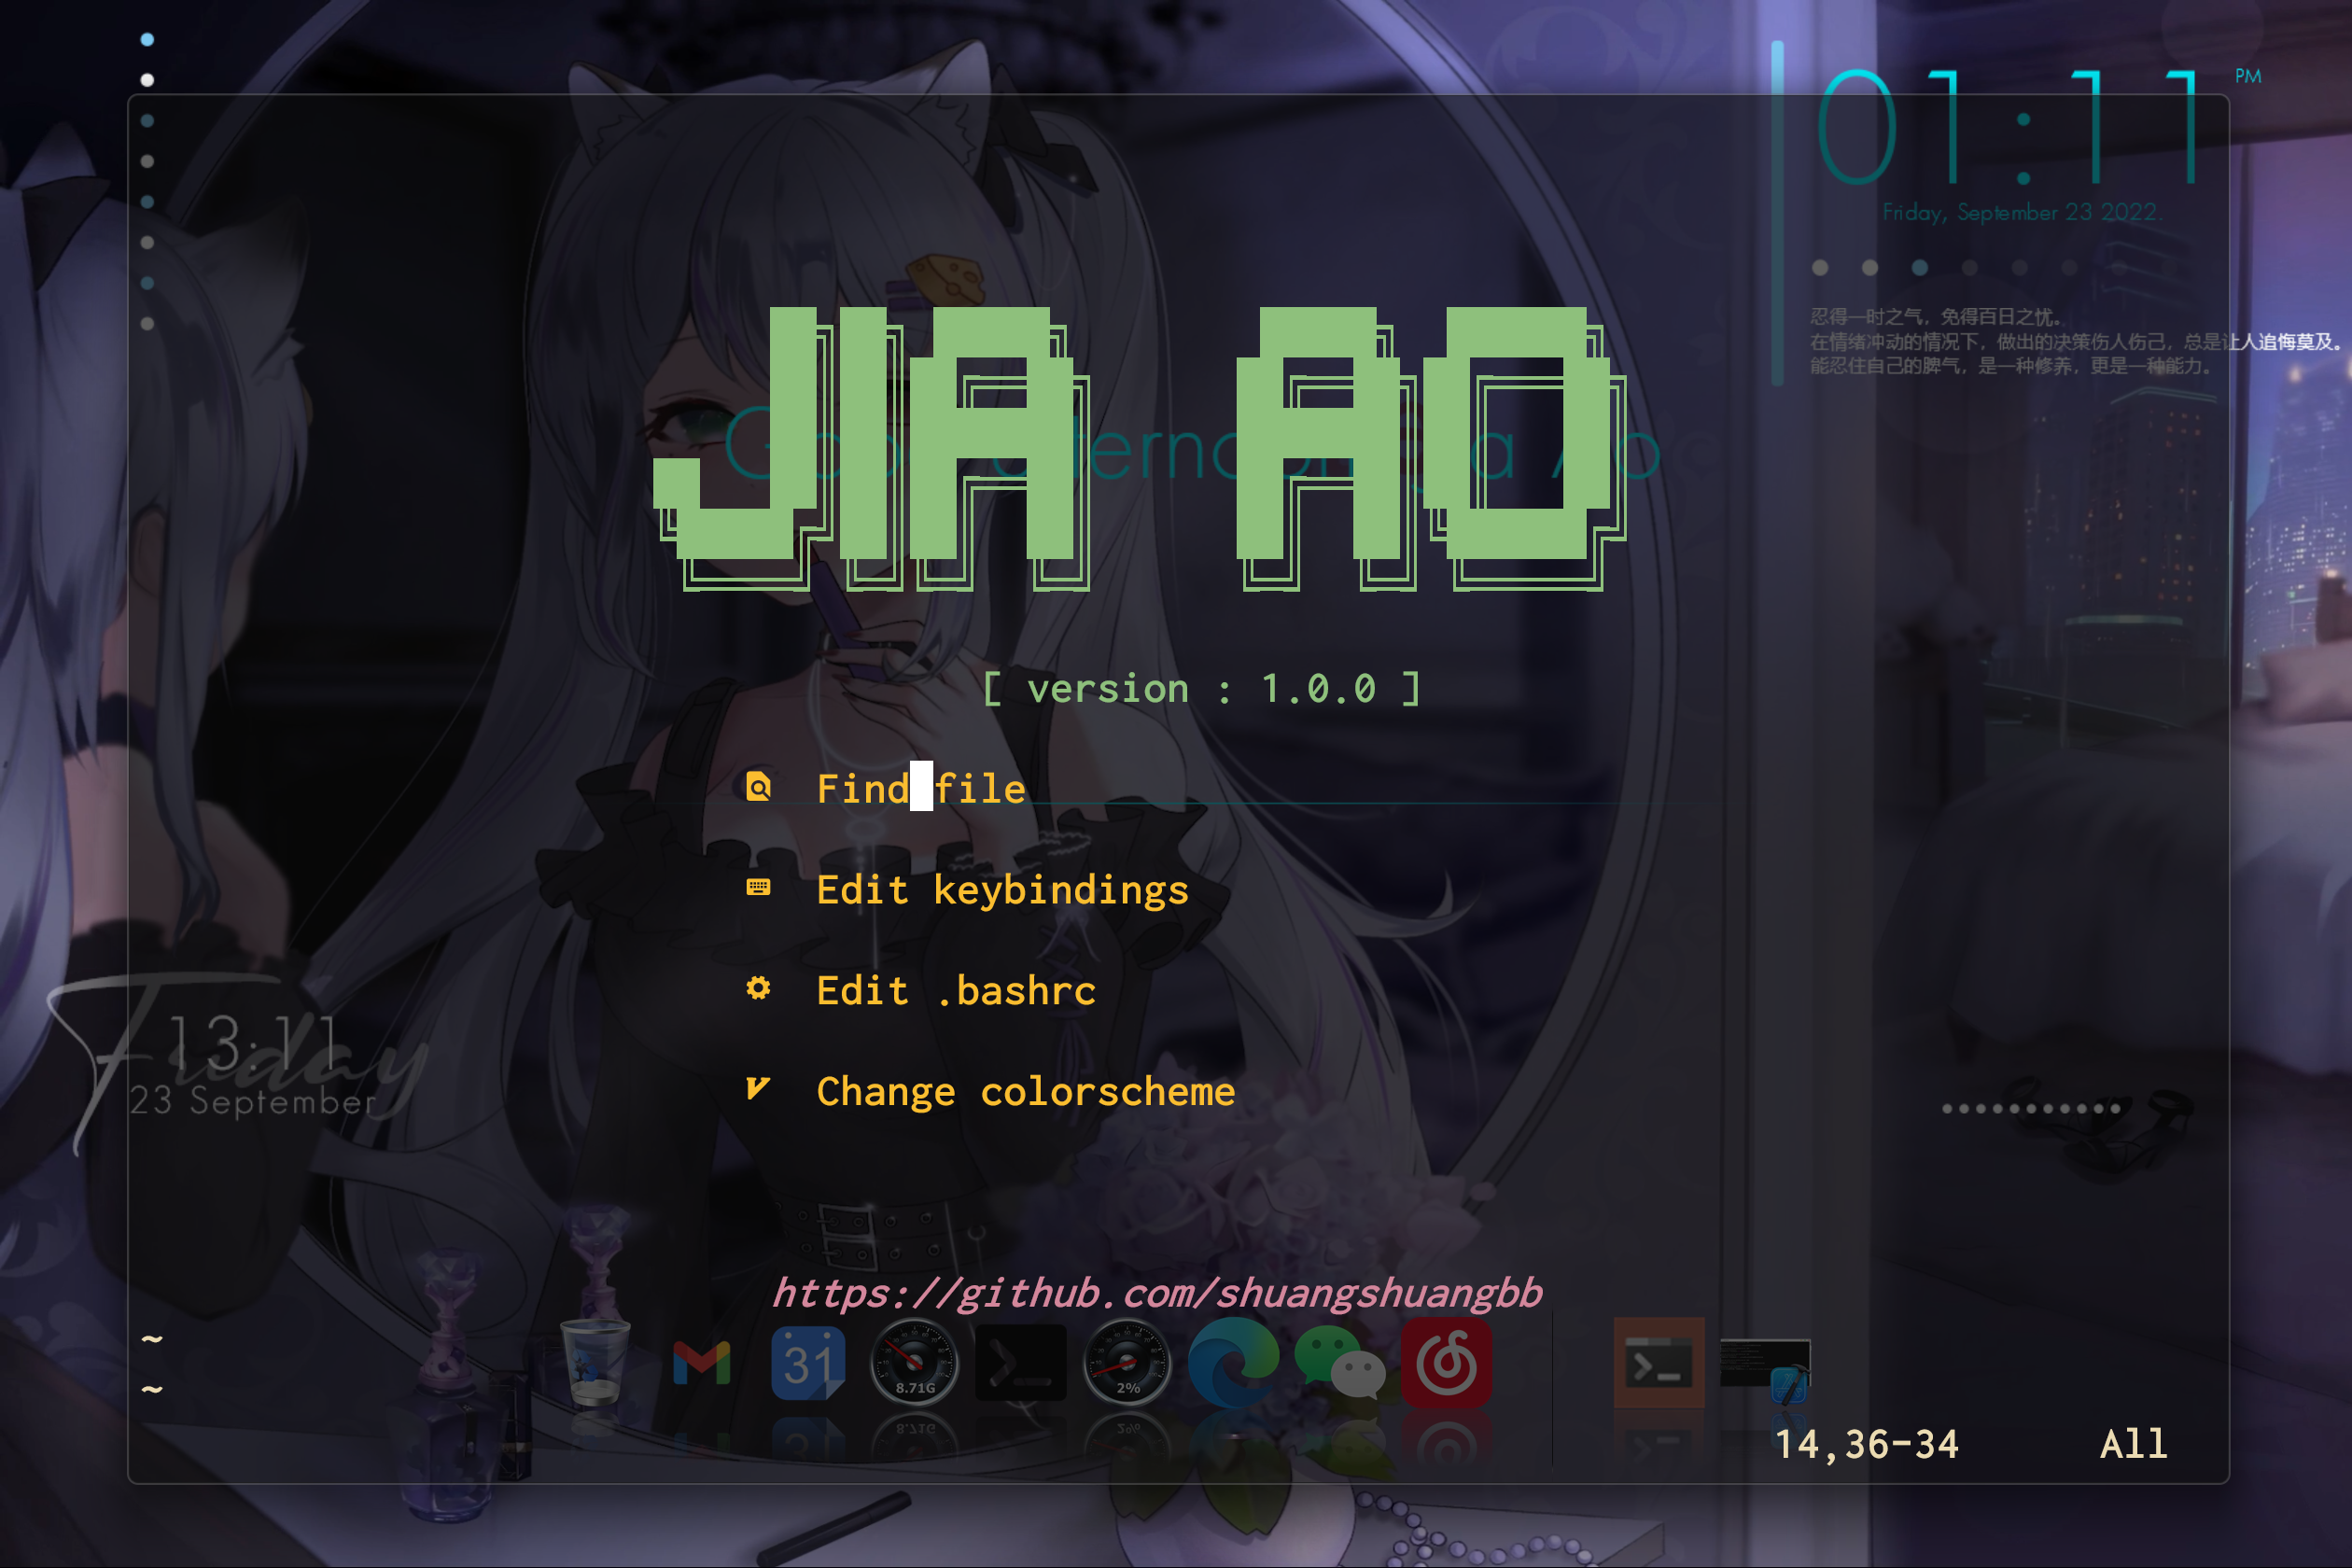 01:11 PM
Friday, September 23 2022.
忍得一时之气，免得百日之忧。
在情绪冲动的情况下，做出的决策伤人伤己，总是让人追悔莫及。
能忍住自己的脾气，是一种修养，更是一种能力。
JIA AO
[ version : 1.0.0 ]
Find file
Edit keybindings
Edit .bashrc
Change colorscheme
Friday
13:11
23 September
https://github.com/shuangshuangbb
~
~
31
8.71G
2%
14,36-34 All